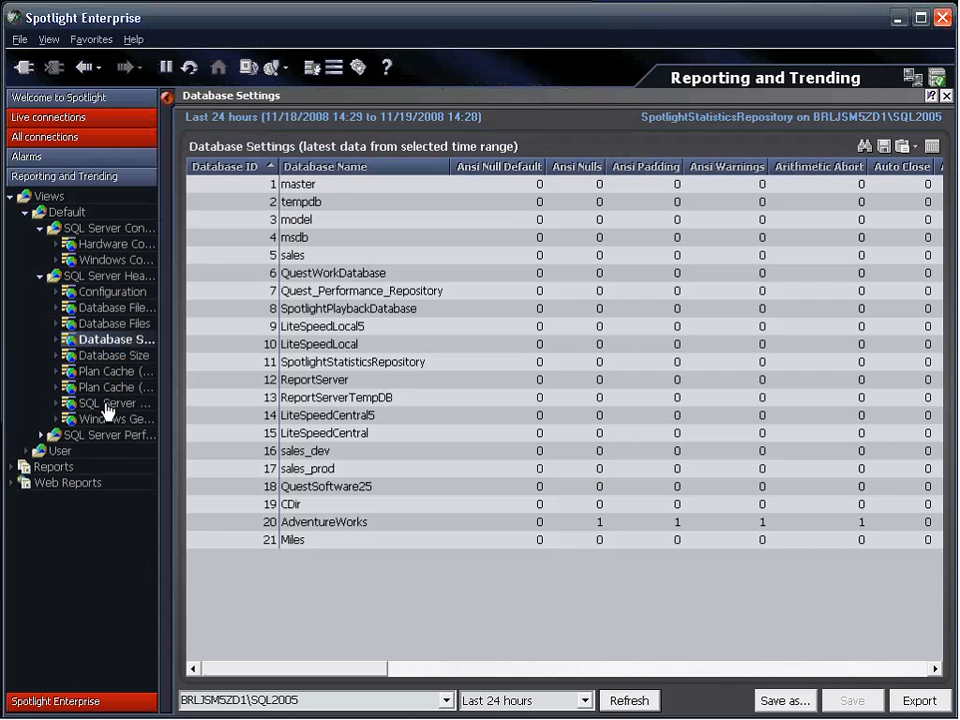 Spotlight Enterprise
File View Favorites Help
Reporting and Trending
Welcome to Spotlight
Live connections
All connections
Alarms
Reporting and Trending
Views
Default
SQL Server Con...
Hardware Co...
Windows Co...
SQL Server Hea...
Configuration
Database File...
Database Files
Database S...
Database Size
Plan Cache (...
Plan Cache (...
SQL Server ...
Windows Ge...
SQL Server Perf...
User
Reports
Web Reports
Spotlight Enterprise
Database Settings
Last 24 hours (11/18/2008 14:29 to 11/19/2008 14:28) SpotlightStatisticsRepository on BRLJSM5ZD1\SQL2005
Database Settings (latest data from selected time range)
Database ID Database Name Ansi Null Default Ansi Nulls Ansi Padding Ansi Warnings Arithmetic Abort Auto Close
1 master 0 0 0 0 0 0
2 tempdb 0 0 0 0 0 0
3 model 0 0 0 0 0 0
4 msdb 0 0 0 0 0 0
5 sales 0 0 0 0 0 0
6 QuestWorkDatabase 0 0 0 0 0 0
7 Quest_Performance_Repository 0 0 0 0 0 0
8 SpotlightPlaybackDatabase 0 0 0 0 0 0
9 LiteSpeedLocal5 0 0 0 0 0 0
10 LiteSpeedLocal 0 0 0 0 0 0
11 SpotlightStatisticsRepository 0 0 0 0 0 0
12 ReportServer 0 0 0 0 0 0
13 ReportServerTempDB 0 0 0 0 0 0
14 LiteSpeedCentral5 0 0 0 0 0 0
15 LiteSpeedCentral 0 0 0 0 0 0
16 sales_dev 0 0 0 0 0 0
17 sales_prod 0 0 0 0 0 0
18 QuestSoftware25 0 0 0 0 0 0
19 CDir 0 0 0 0 0 0
20 AdventureWorks 0 1 1 1 1 0
21 Miles 0 0 0 0 0 0
BRLJSM5ZD1\SQL2005 Last 24 hours Refresh Save as... Save Export